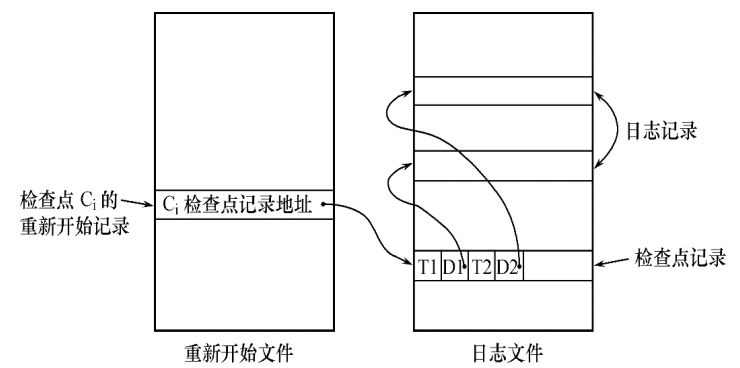 日志记录
检查点 Ci 的
重新开始记录
Ci 检查点记录地址
T1 D1 T2 D2
检查点记录
重新开始文件
日志文件